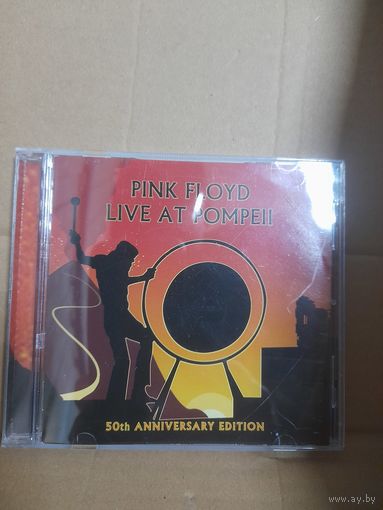 PINK FLOYD
LIVE AT POMPEII
50th ANNIVERSARY EDITION
www.ay.by